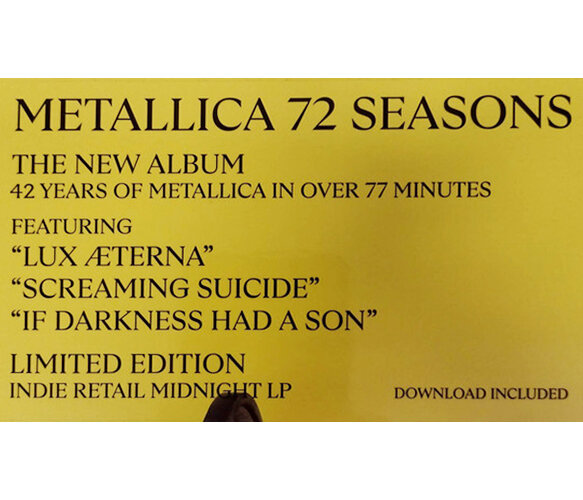 METALLICA 72 SEASONS
THE NEW ALBUM
42 YEARS OF METALLICA IN OVER 77 MINUTES
FEATURING
“LUX ÆTERNA”
“SCREAMING SUICIDE”
“IF DARKNESS HAD A SON”
LIMITED EDITION
INDIE RETAIL MIDNIGHT LP
DOWNLOAD INCLUDED